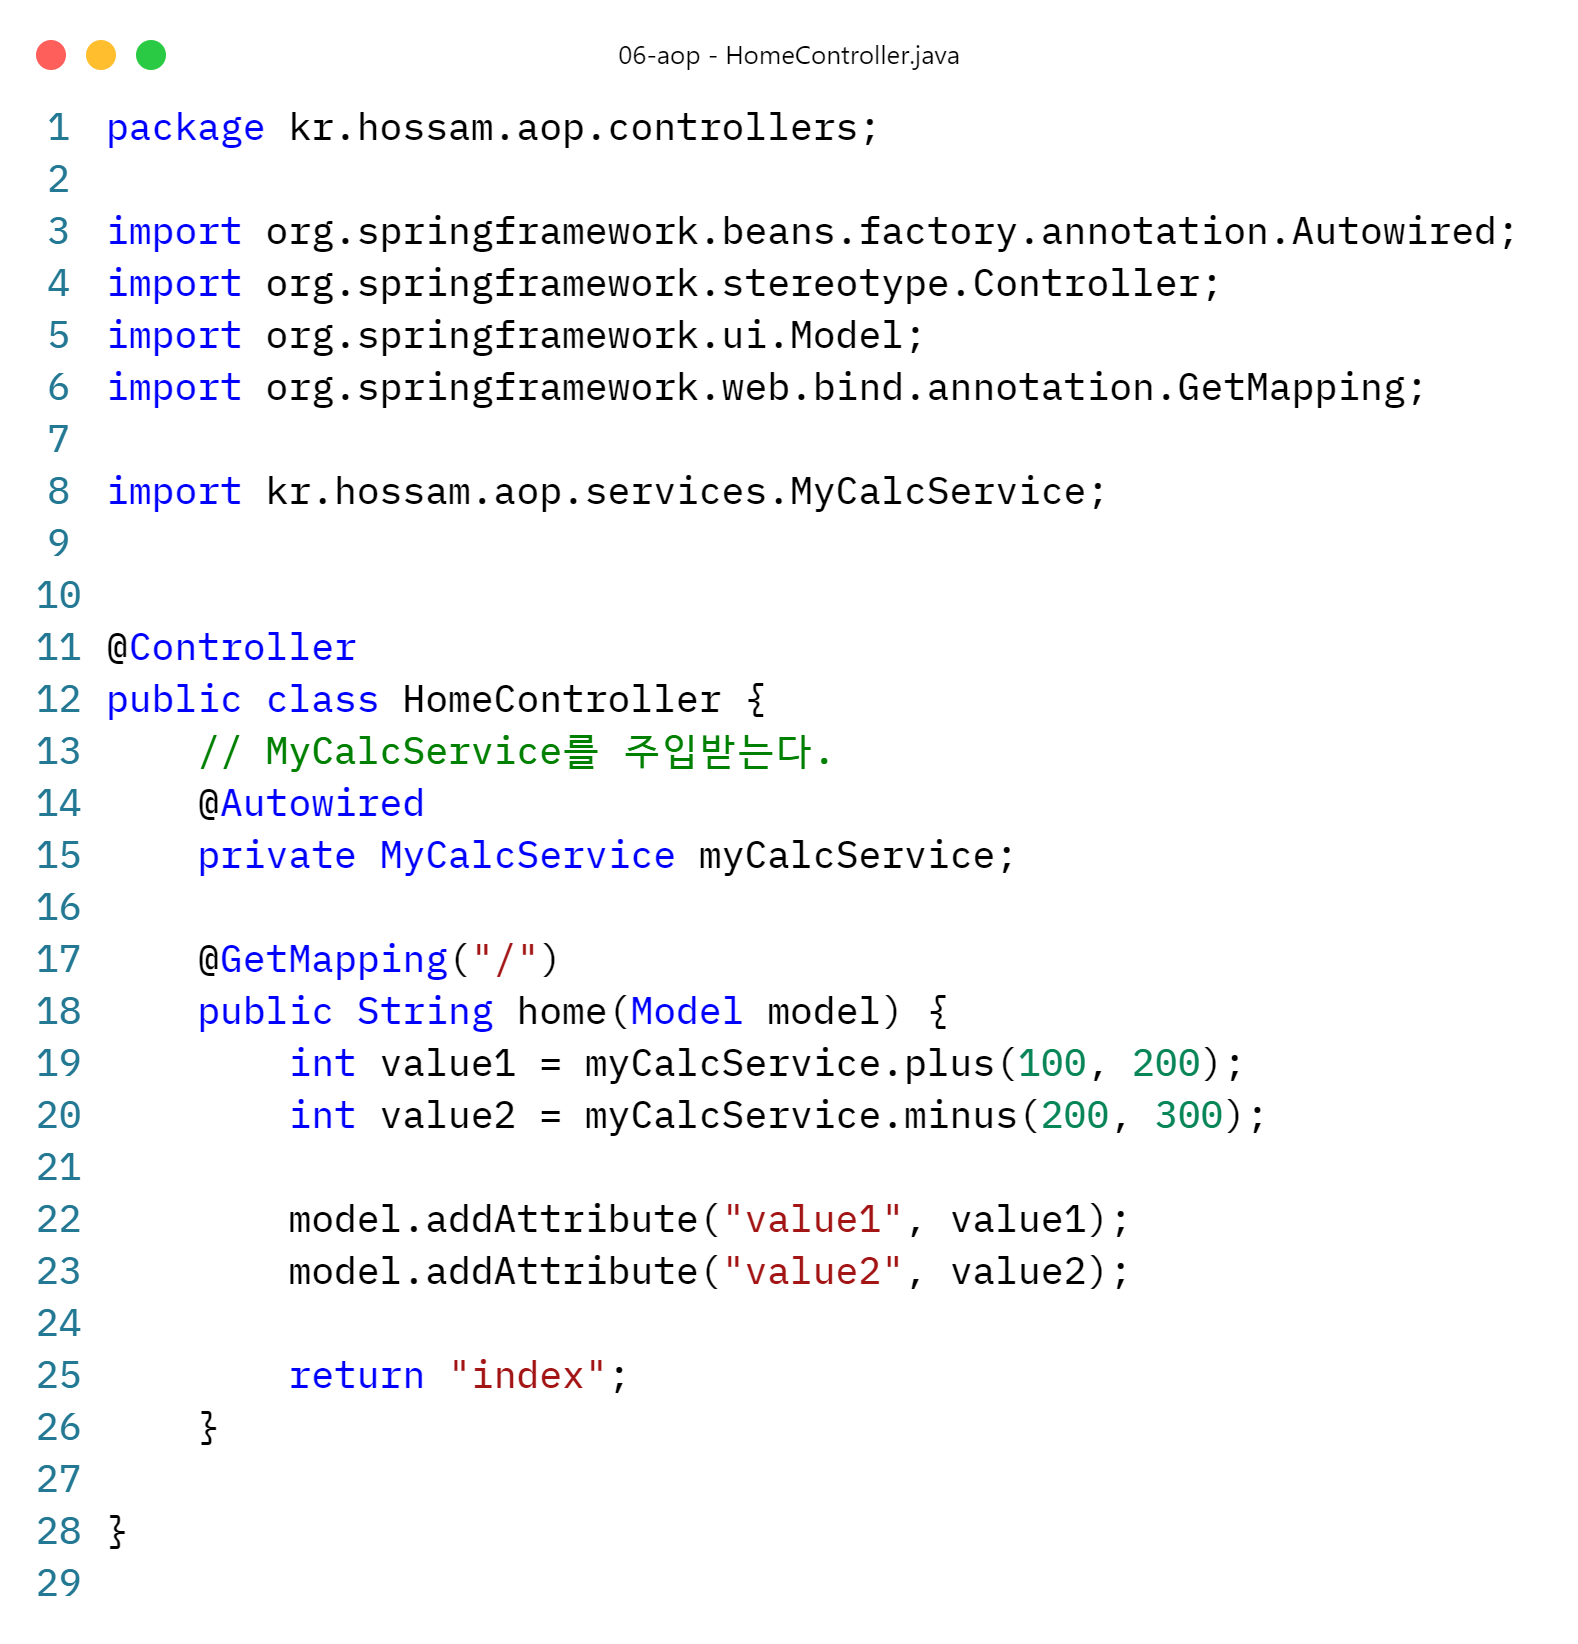 06-aop - HomeController.java
1 package kr.hossam.aop.controllers;
2
3 import org.springframework.beans.factory.annotation.Autowired;
4 import org.springframework.stereotype.Controller;
5 import org.springframework.ui.Model;
6 import org.springframework.web.bind.annotation.GetMapping;
7
8 import kr.hossam.aop.services.MyCalcService;
9
10
11 @Controller
12 public class HomeController {
13     // MyCalcService를 주입받는다.
14     @Autowired
15     private MyCalcService myCalcService;
16
17     @GetMapping("/")
18     public String home(Model model) {
19         int value1 = myCalcService.plus(100, 200);
20         int value2 = myCalcService.minus(200, 300);
21
22         model.addAttribute("value1", value1);
23         model.addAttribute("value2", value2);
24
25         return "index";
26     }
27
28 }
29